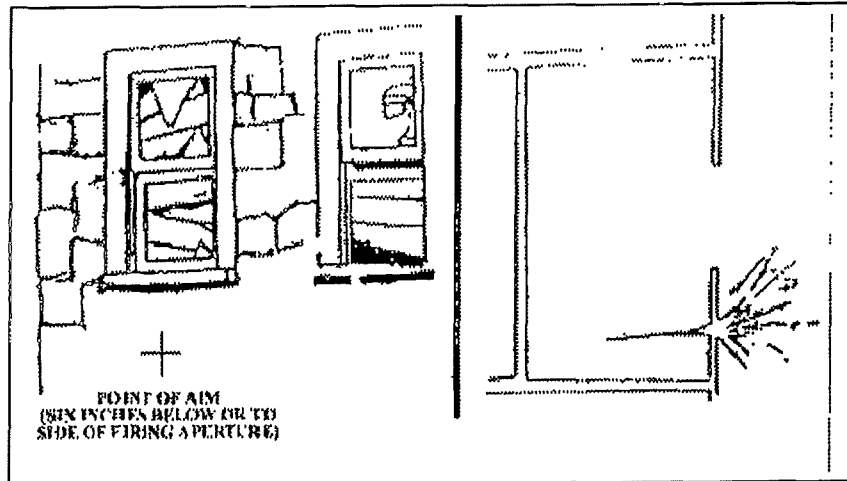 POINT OF AIM
(SIX INCHES BELOW OR TO
SIDE OF FIRING APERTURE)